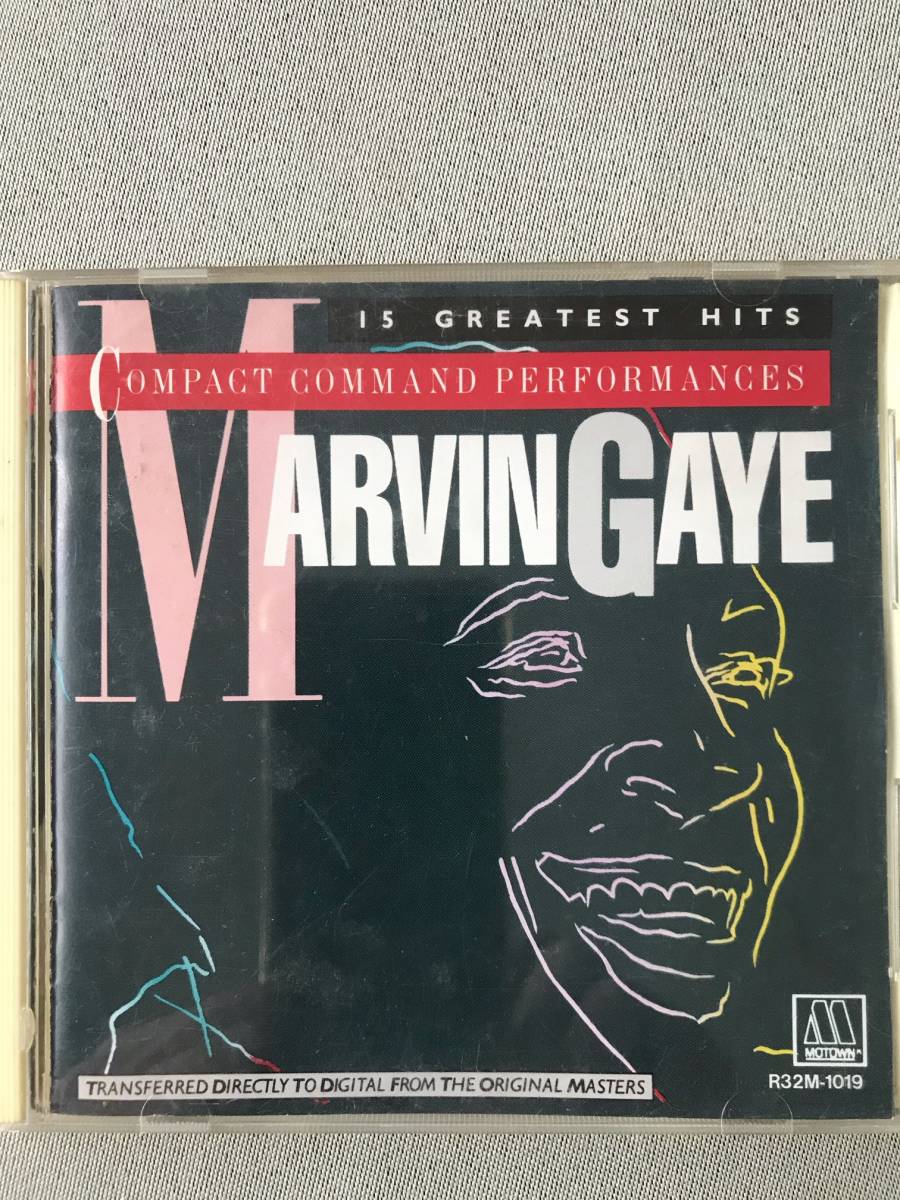 15 GREATEST HITS
COMPACT COMMAND PERFORMANCES
MARVIN GAYE
MOTOWN
R32M-1019
TRANSFERRED DIRECTLY TO DIGITAL FROM THE ORIGINAL MASTERS